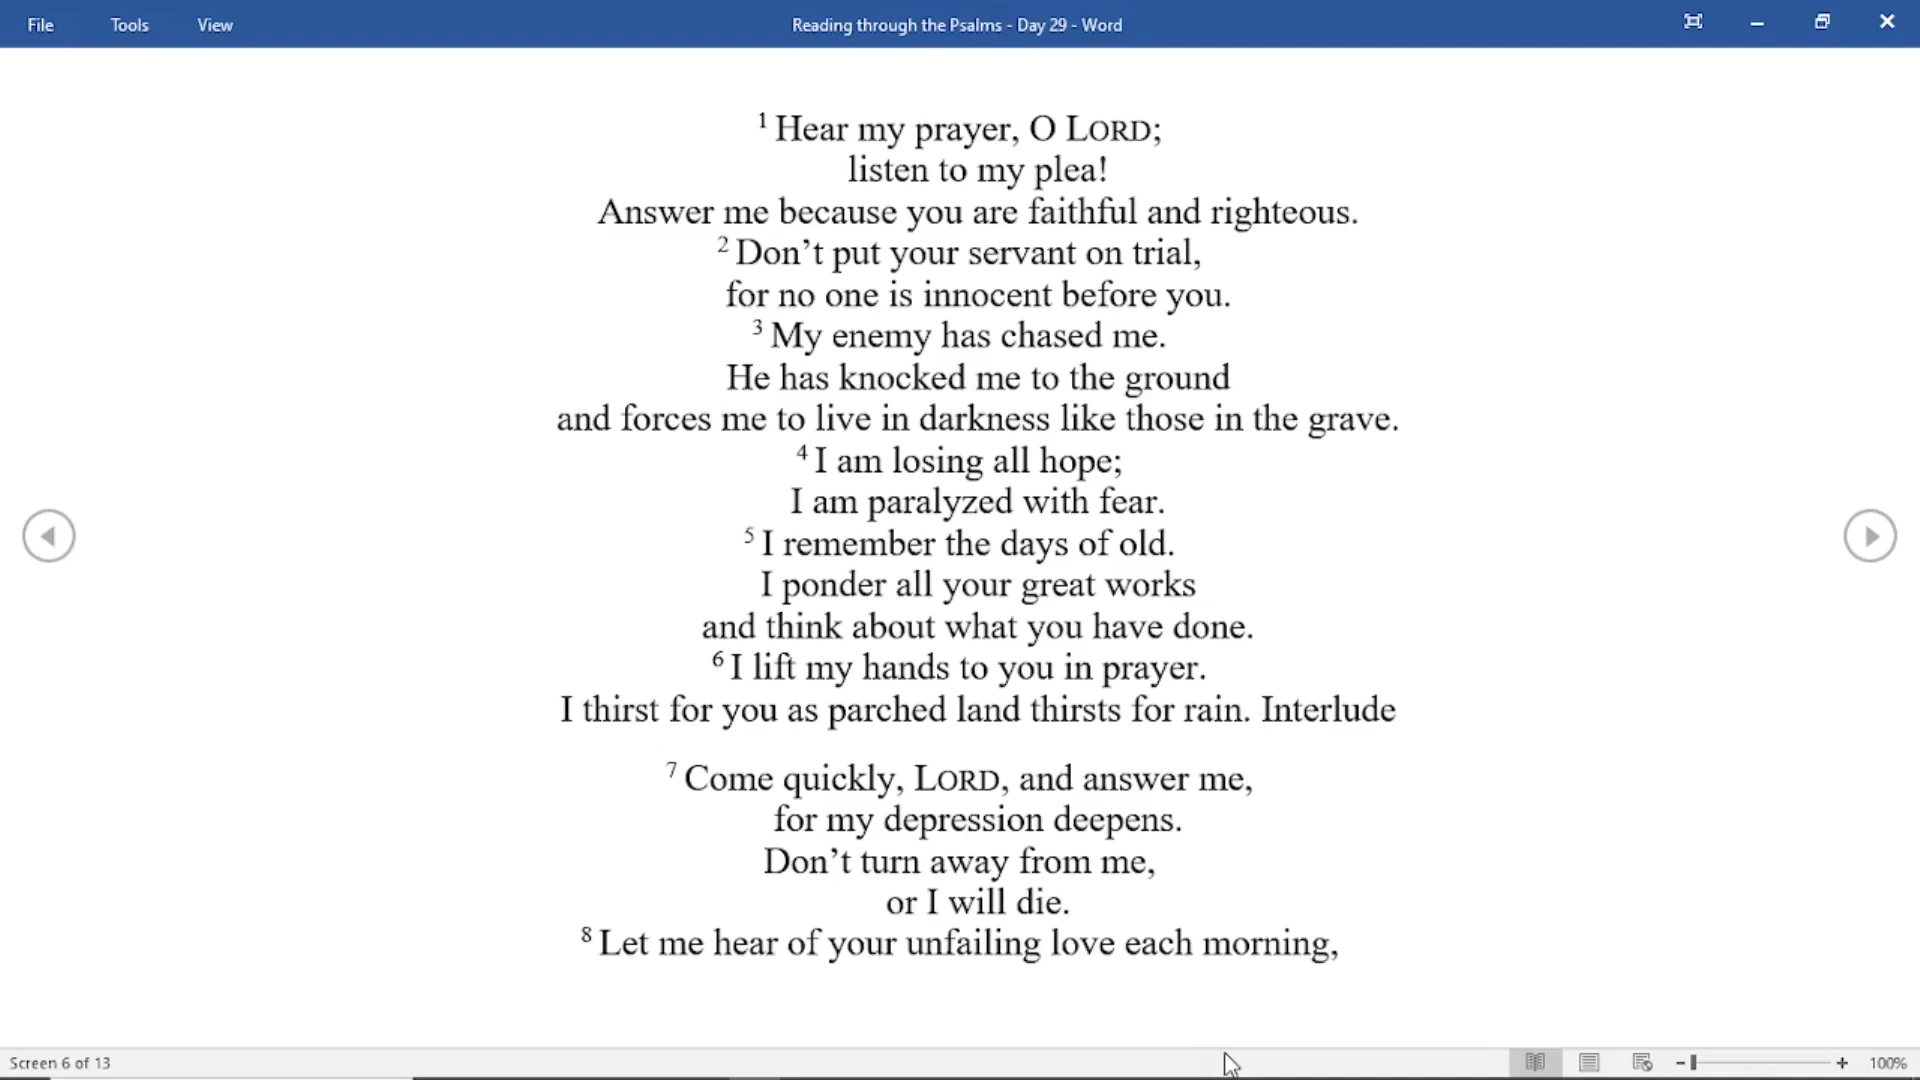 File Tools View Reading through the Psalms - Day 29 - Word
1 Hear my prayer, O LORD;
listen to my plea!
Answer me because you are faithful and righteous.
2 Don’t put your servant on trial,
for no one is innocent before you.
3 My enemy has chased me.
He has knocked me to the ground
and forces me to live in darkness like those in the grave.
4 I am losing all hope;
I am paralyzed with fear.
5 I remember the days of old.
I ponder all your great works
and think about what you have done.
6 I lift my hands to you in prayer.
I thirst for you as parched land thirsts for rain. Interlude
7 Come quickly, LORD, and answer me,
for my depression deepens.
Don’t turn away from me,
or I will die.
8 Let me hear of your unfailing love each morning,
Screen 6 of 13 100%